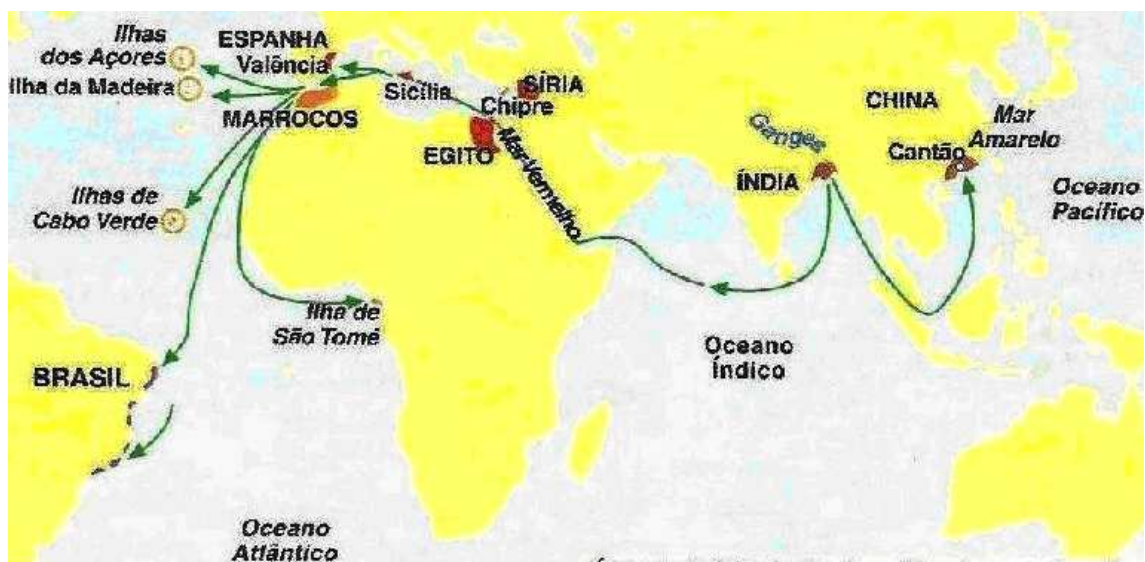 Ilhas
dos Açores
Ilha da Madeira
ESPANHA
Valência
MARROCOS
Sicília
SÍRIA
Chipre
EGITO
Mar Vermelho
CHINA
Mar
Amarelo
Ganges
Cantão
ÍNDIA
Oceano
Pacífico
Ilhas de
Cabo Verde
Ilha de
São Tomé
BRASIL
Oceano
Índico
Oceano
Atlântico